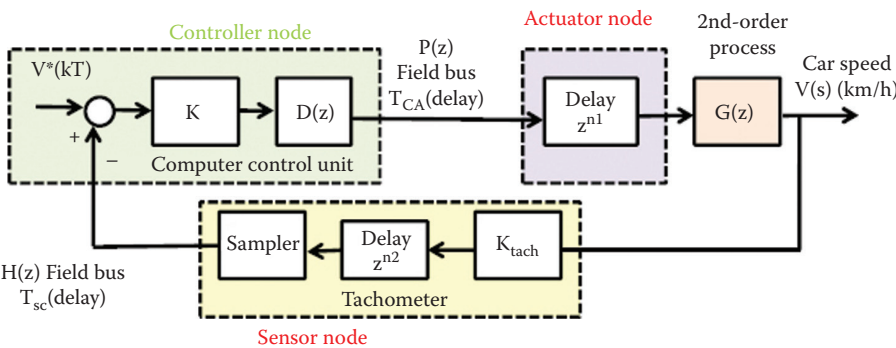 Controller node
V*(kT)
+
−
K
D(z)
Computer control unit
P(z)
Field bus
T_CA(delay)
Actuator node
Delay
z^n1
2nd-order
process
G(z)
Car speed
V(s) (km/h)
H(z) Field bus
T_sc(delay)
Sampler
Delay
z^n2
K_tach
Tachometer
Sensor node